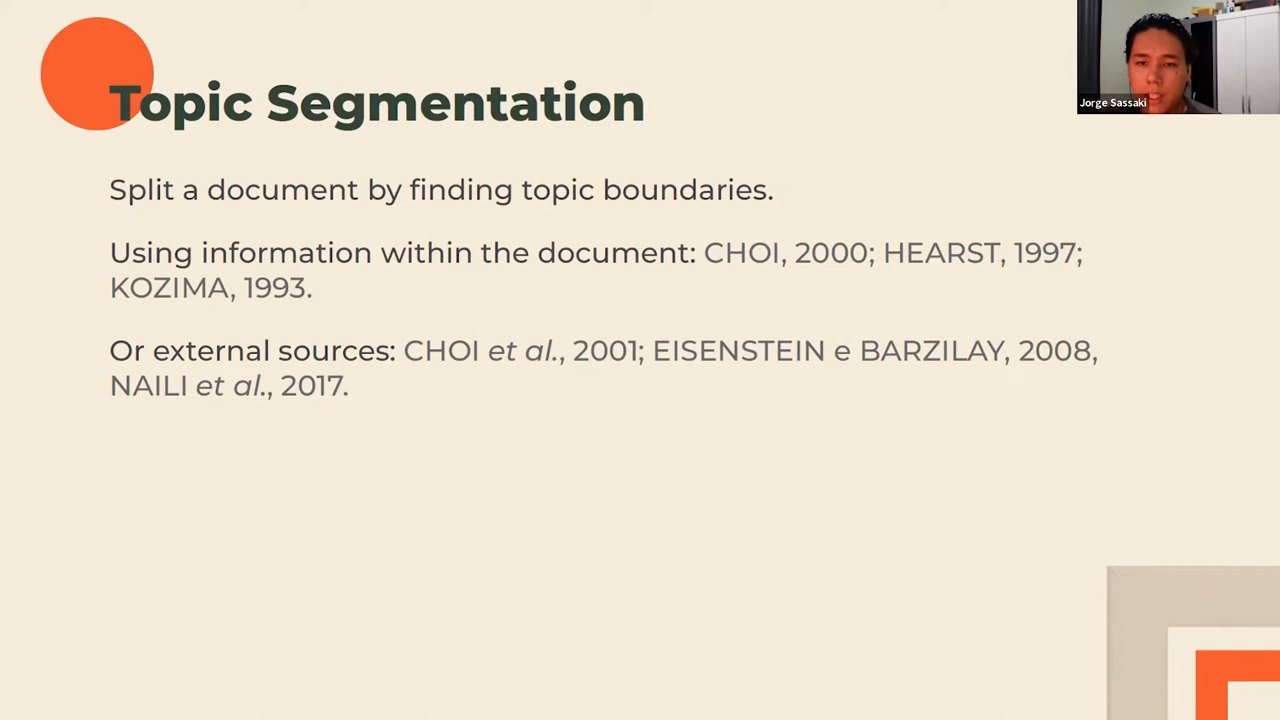 Topic Segmentation
Jorge Sassaki
Split a document by finding topic boundaries.
Using information within the document: CHOI, 2000; HEARST, 1997;
KOZIMA, 1993.
Or external sources: CHOI et al., 2001; EISENSTEIN e BARZILAY, 2008,
NAILI et al., 2017.